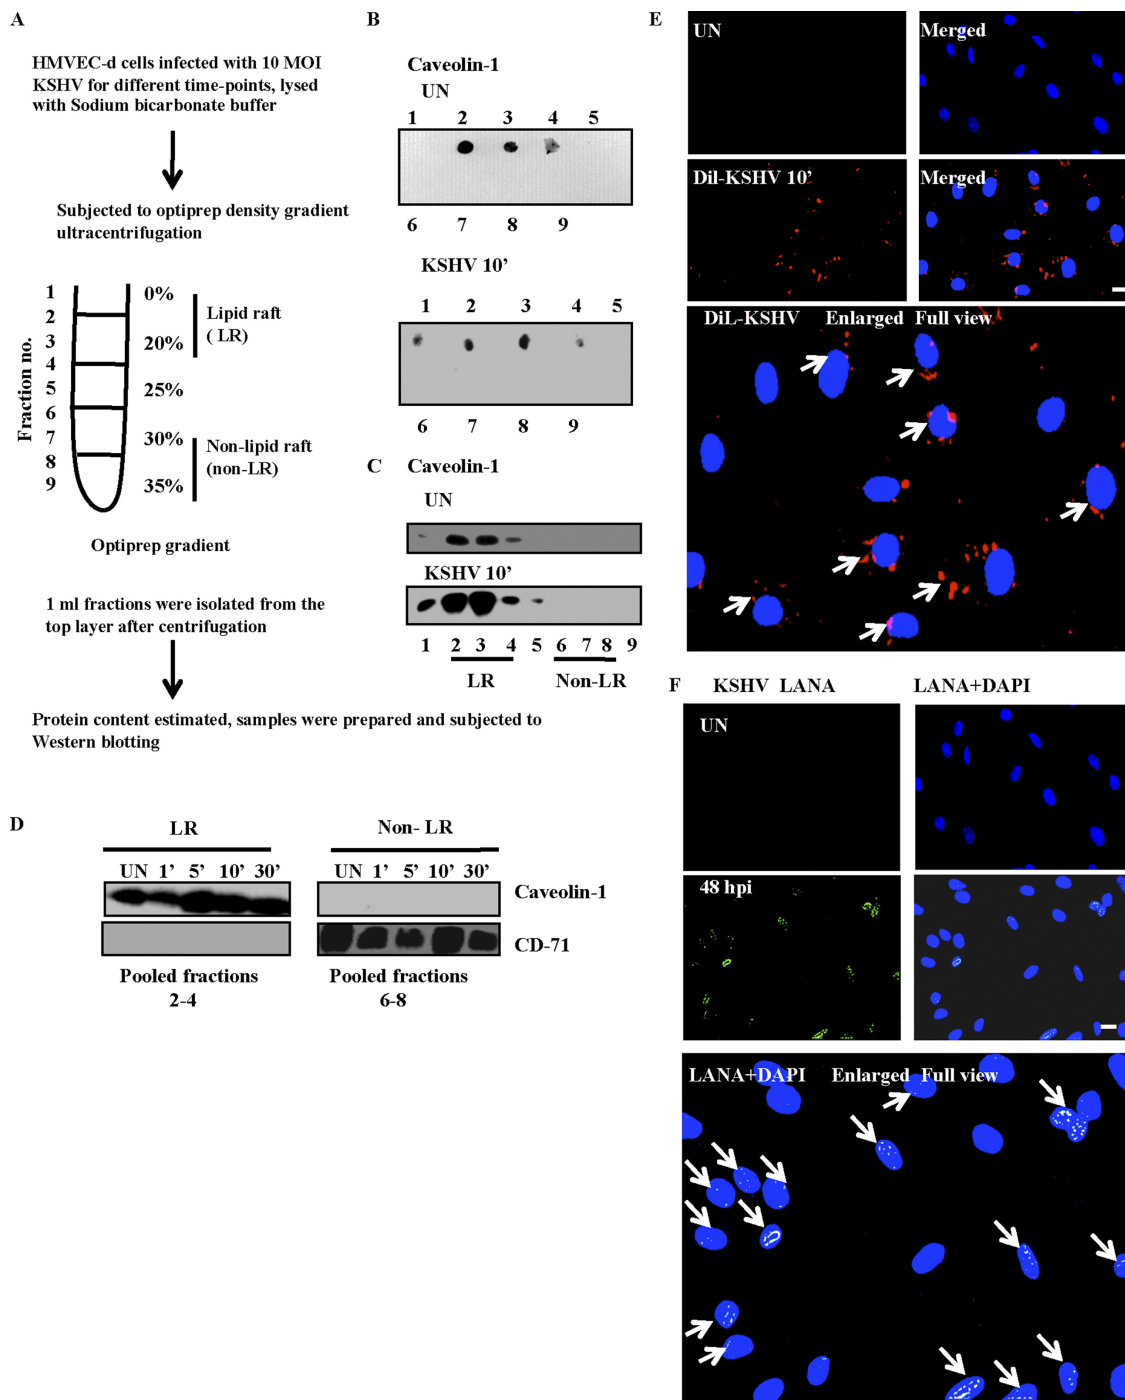 A
HMVEC-d cells infected with 10 MOI
KSHV for different time-points, lysed
with Sodium bicarbonate buffer
Subjected to optiprep density gradient
ultracentrifugation
Fraction no.
1
2
3
4
5
6
7
8
9
0%
20%
25%
30%
35%
Lipid raft
( LR)
Non-lipid raft
(non-LR)
Optiprep gradient
1 ml fractions were isolated from the
top layer after centrifugation
Protein content estimated, samples were prepared and subjected to
Western blotting
B
Caveolin-1
UN
1 2 3 4 5
6 7 8 9
KSHV 10’
1 2 3 4 5
6 7 8 9
C Caveolin-1
UN
KSHV 10’
1 2 3 4 5 6 7 8 9
LR Non-LR
D
LR Non- LR
UN 1’ 5’ 10’ 30’ UN 1’ 5’ 10’ 30’
Caveolin-1
CD-71
Pooled fractions Pooled fractions
2-4 6-8
E
UN Merged
Dil-KSHV 10’ Merged
DiL-KSHV Enlarged Full view
F KSHV LANA LANA+DAPI
UN
48 hpi
LANA+DAPI Enlarged Full view